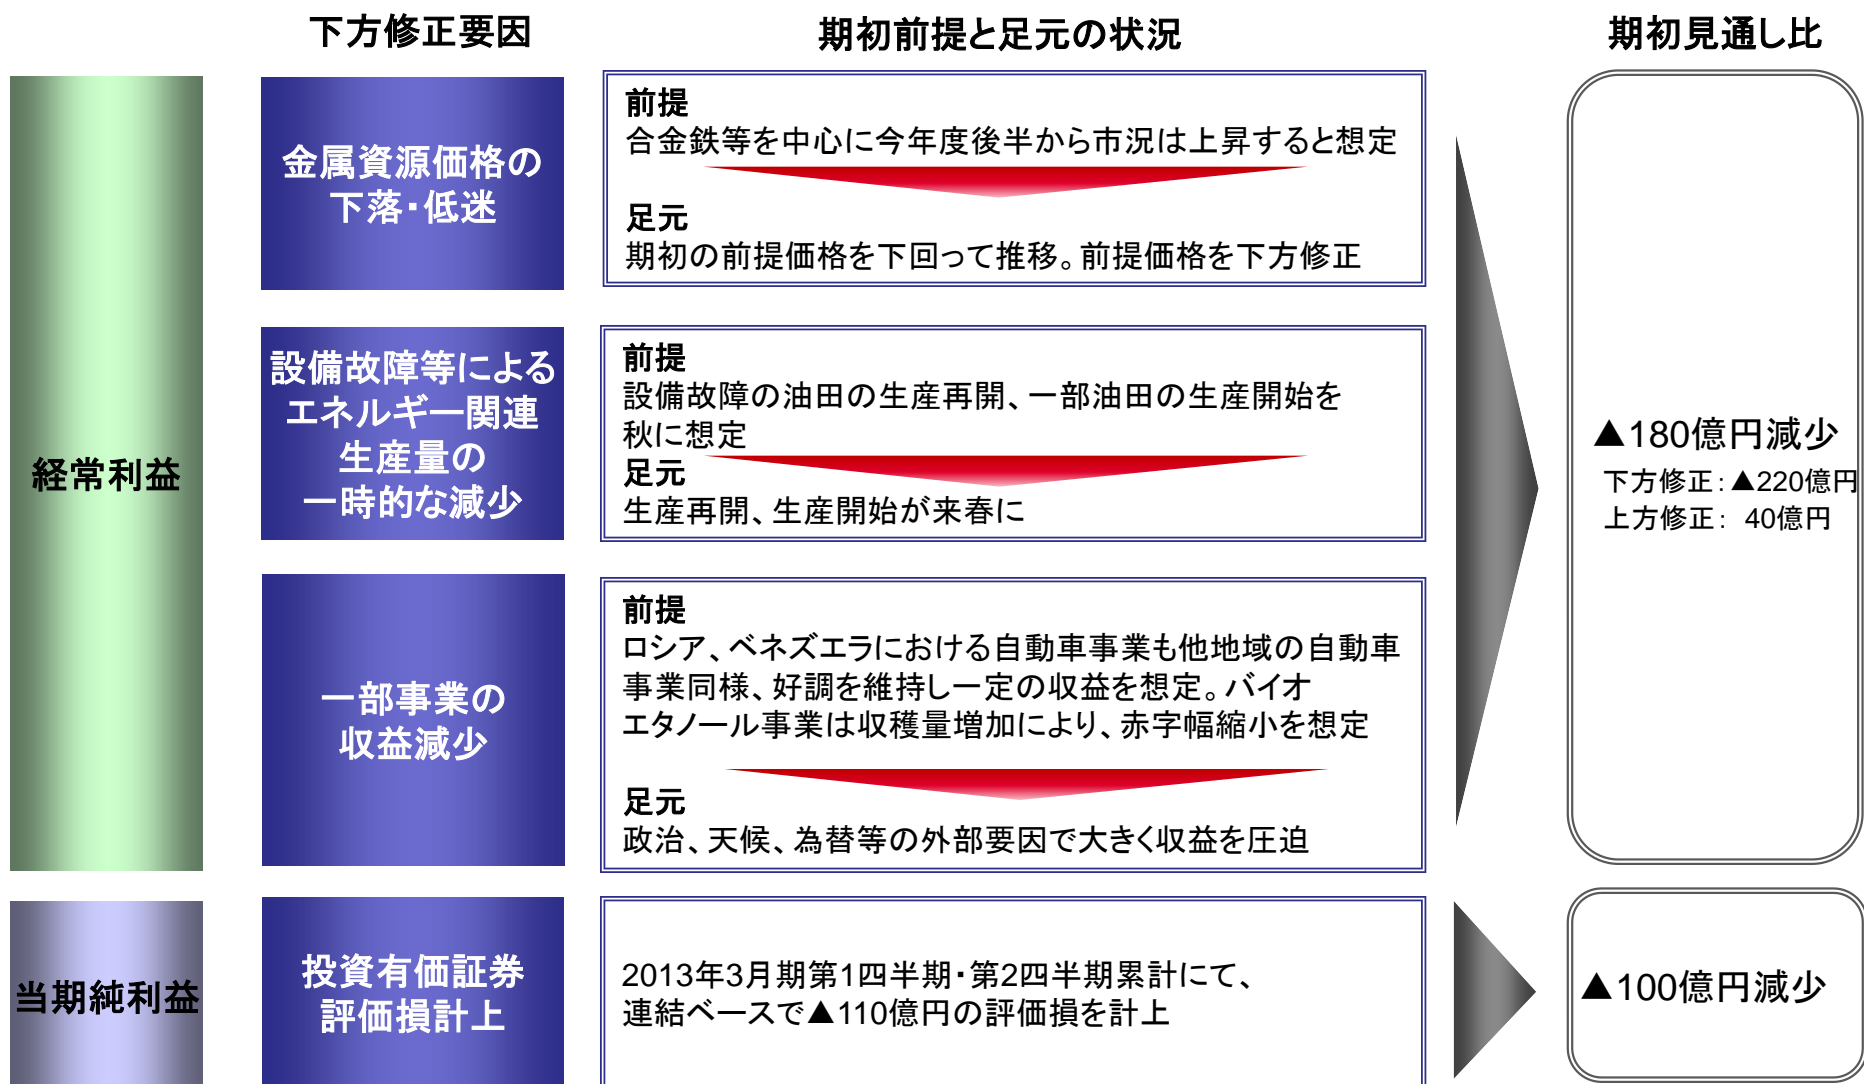 下方修正要因
期初前提と足元の状況
期初見通し比
経常利益
金属資源価格の
下落・低迷
前提
合金鉄等を中心に今年度後半から市況は上昇すると想定
足元
期初の前提価格を下回って推移。前提価格を下方修正
設備故障等による
エネルギー関連
生産量の
一時的な減少
前提
設備故障の油田の生産再開、一部油田の生産開始を
秋に想定
足元
生産再開、生産開始が来春に
一部事業の
収益減少
前提
ロシア、ベネズエラにおける自動車事業も他地域の自動車
事業同様、好調を維持し一定の収益を想定。バイオ
エタノール事業は収穫量増加により、赤字幅縮小を想定
足元
政治、天候、為替等の外部要因で大きく収益を圧迫
▲180億円減少
下方修正：▲220億円
上方修正： 40億円
当期純利益
投資有価証券
評価損計上
2013年3月期第1四半期・第2四半期累計にて、
連結ベースで▲110億円の評価損を計上
▲100億円減少